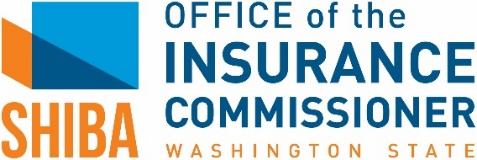 SHIBA
OFFICE of the
INSURANCE
COMMISSIONER
WASHINGTON STATE